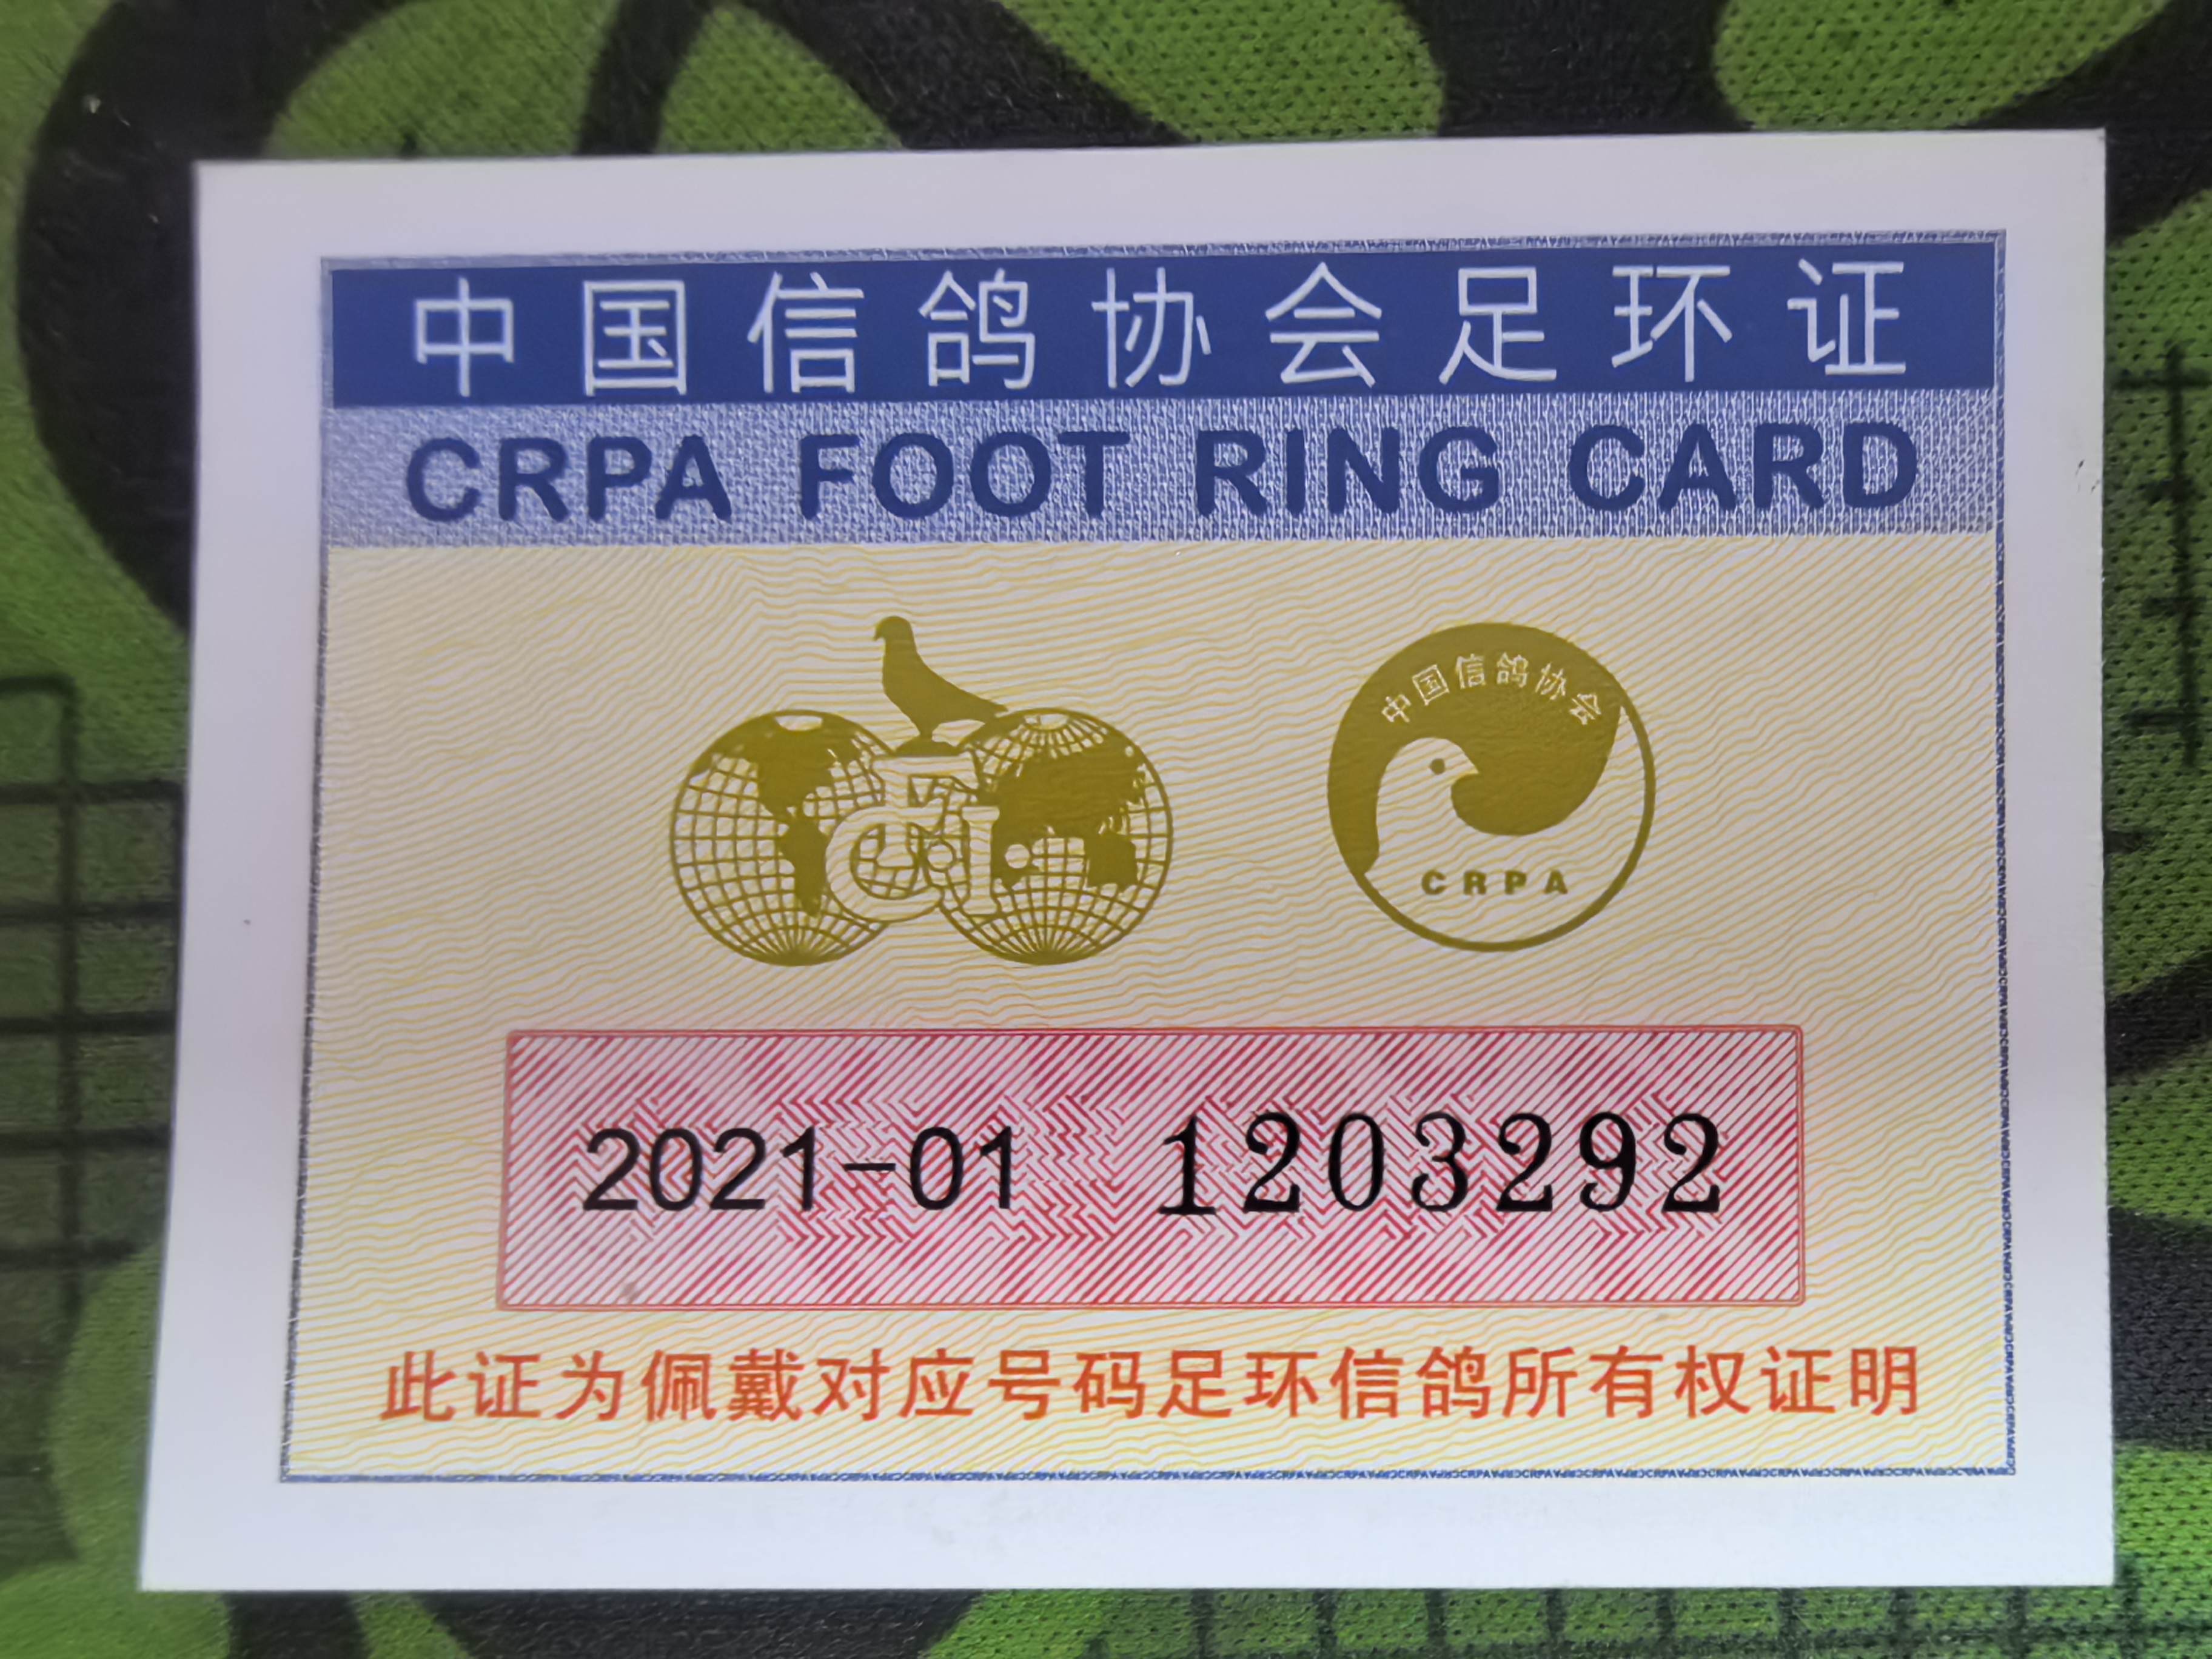 中国信鸽协会足环证
CRPA FOOT RING CARD
中国信鸽协会
CRPA
2021-01 1203292
此证为佩戴对应号码足环信鸽所有权证明